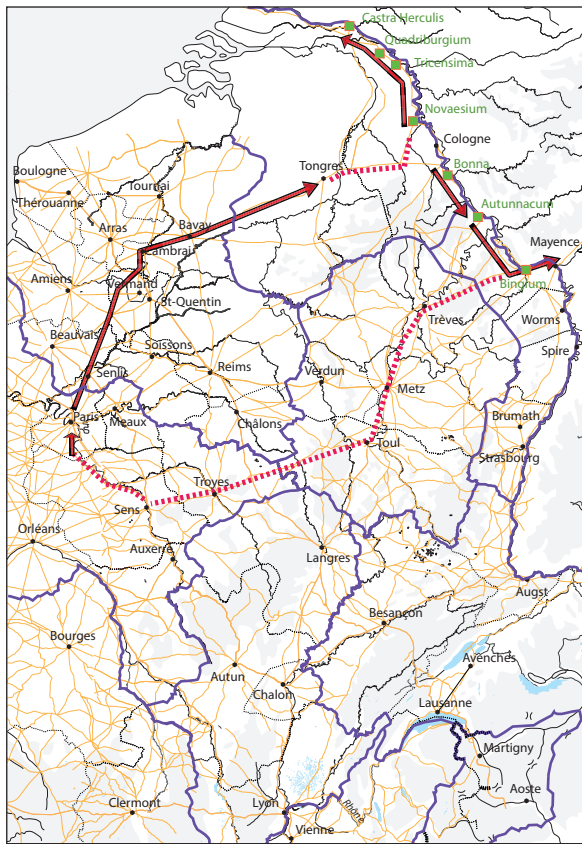 Castra Herculis
Quadriburgium
Tricensima
Novaesium
Cologne
Boulogne
Tongres
Bonna
Thérouanne
Tournai
Autunnacum
Arras
Bavay
Mayence
Cambrai
Bingium
Amiens
Vermand
St-Quentin
Trèves
Worms
Beauvais
Soissons
Spire
Senlis
Reims
Verdun
Metz
Paris
Meaux
Châlons
Brumath
Toul
Strasbourg
Troyes
Sens
Orléans
Auxerre
Langres
Augst
Besançon
Bourges
Autun
Avenches
Chalon
Lausanne
Martigny
Clermont
Lyon
Rhône
Aoste
Vienne